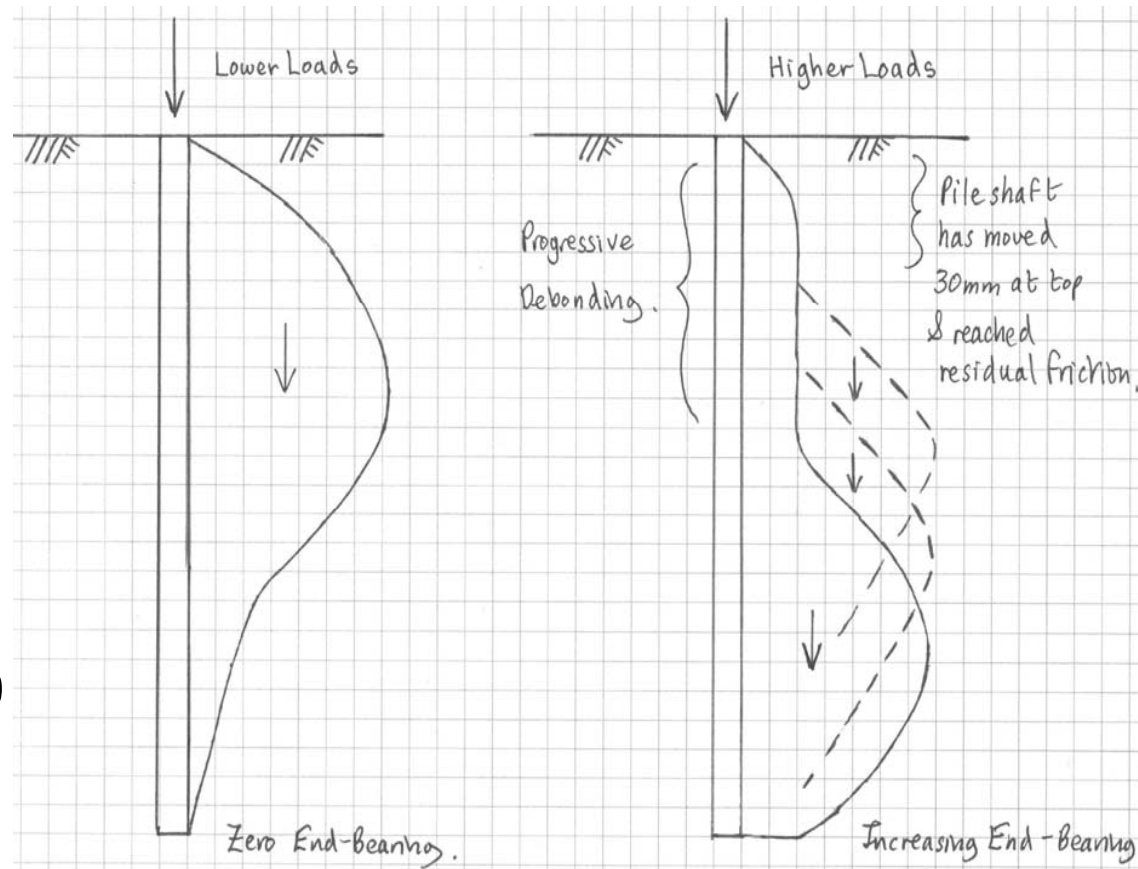 Lower Loads
Zero End-Bearing.
Higher Loads
Progressive
Debonding.
Pile shaft
has moved
30mm at top
& reached
residual friction.
Increasing End-Bearing
)